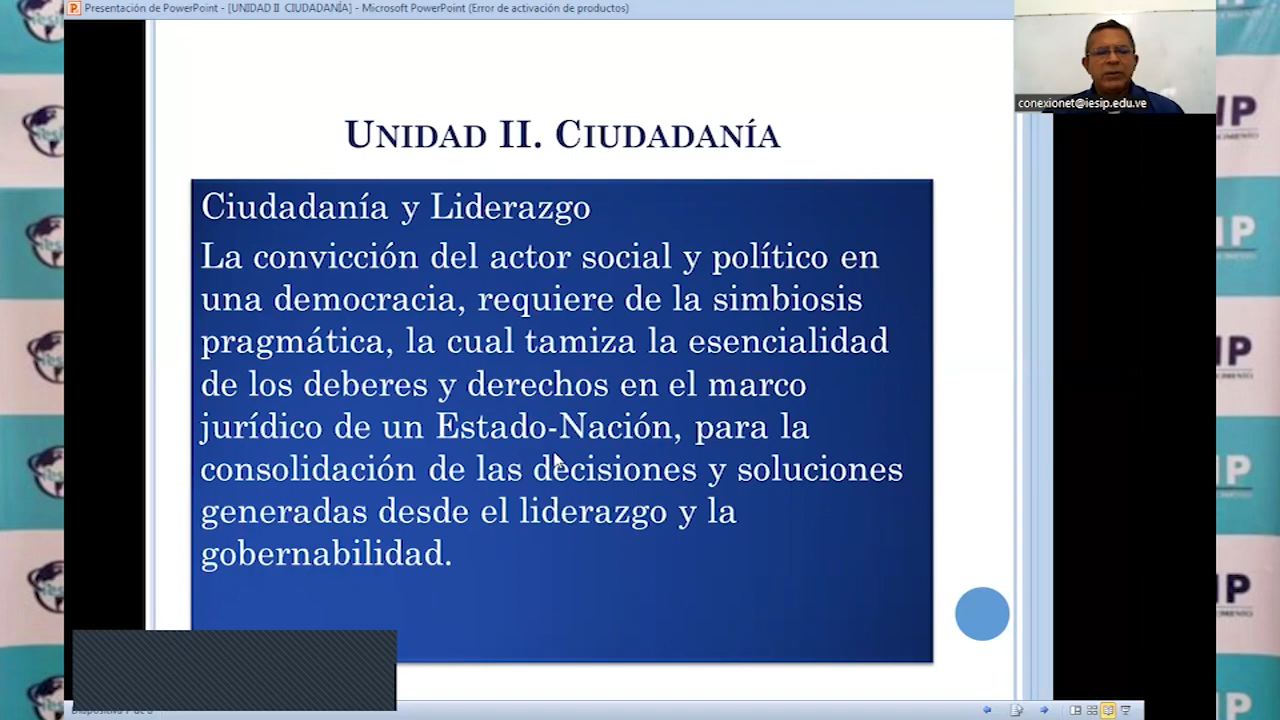 Presentación de PowerPoint - [UNIDAD II CIUDADANÍA] - Microsoft PowerPoint (Error de activación de productos)
conexionet@iesip.edu.ve
UNIDAD II. CIUDADANÍA
Ciudadanía y Liderazgo
La convicción del actor social y político en
una democracia, requiere de la simbiosis
pragmática, la cual tamiza la esencialidad
de los deberes y derechos en el marco
jurídico de un Estado-Nación, para la
consolidación de las decisiones y soluciones
generadas desde el liderazgo y la
gobernabilidad.